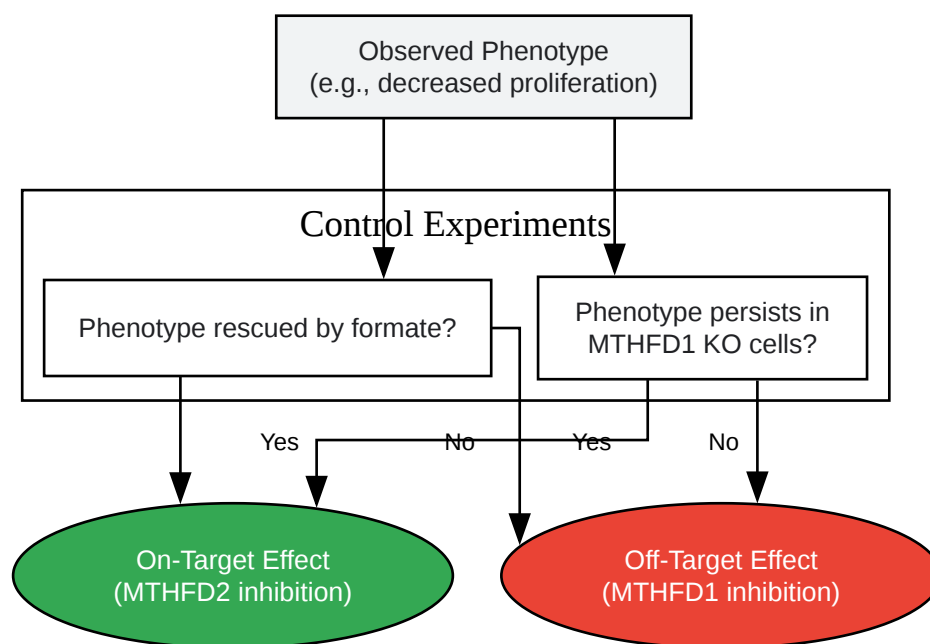 Observed Phenotype
(e.g., decreased proliferation)
Control Experiments
Phenotype rescued by formate?
Phenotype persists in
MTHFD1 KO cells?
Yes
No
Yes
No
On-Target Effect
(MTHFD2 inhibition)
Off-Target Effect
(MTHFD1 inhibition)